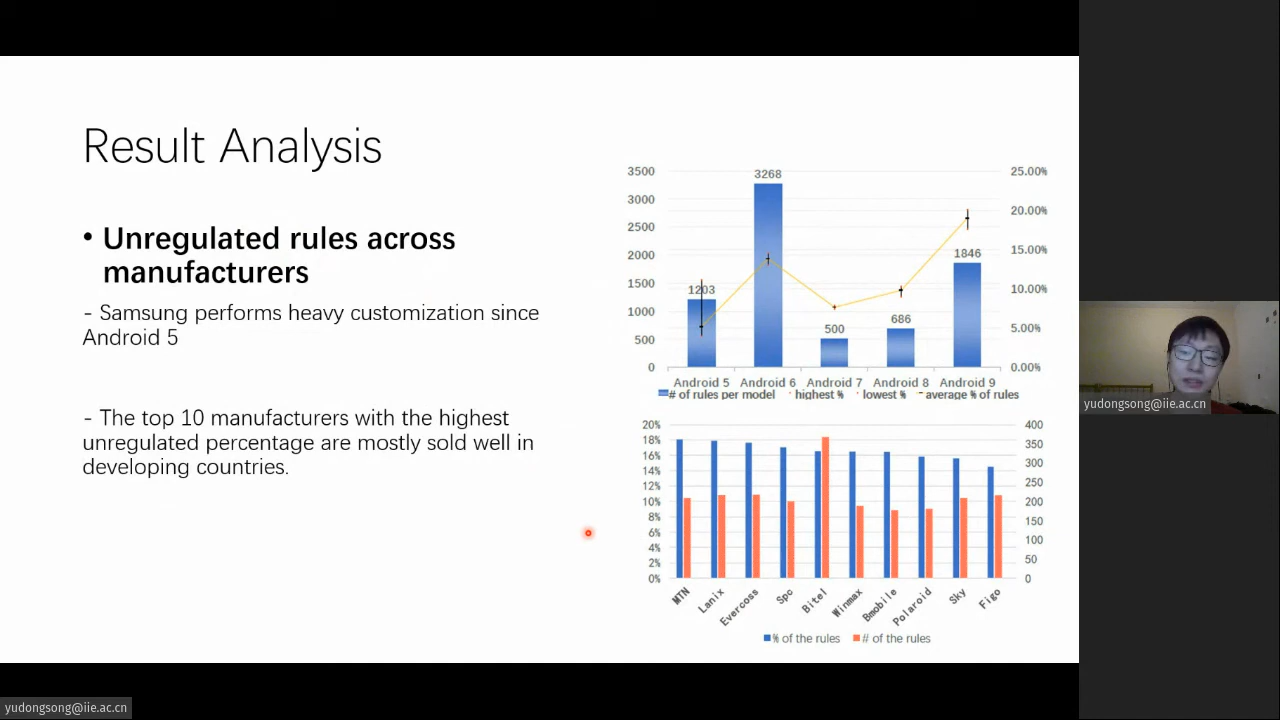 Result Analysis
• Unregulated rules across
manufacturers
- Samsung performs heavy customization since
Android 5
- The top 10 manufacturers with the highest
unregulated percentage are mostly sold well in
developing countries.
3500
3000
2500
2000
1500
1000
500
0
25.00%
20.00%
15.00%
10.00%
5.00%
0.00%
1203
3268
500
686
1846
Android 5 Android 6 Android 7 Android 8 Android 9
# of rules per model highest % lowest % average % of rules
20%
18%
16%
14%
12%
10%
8%
6%
4%
2%
0%
400
350
300
250
200
150
100
50
0
MTN Lanix Evercoss Spc Bitel Winmax Bmobile Polaroid Sky Figo
% of the rules # of the rules
yudongsong@iie.ac.cn
yudongsong@iie.ac.cn